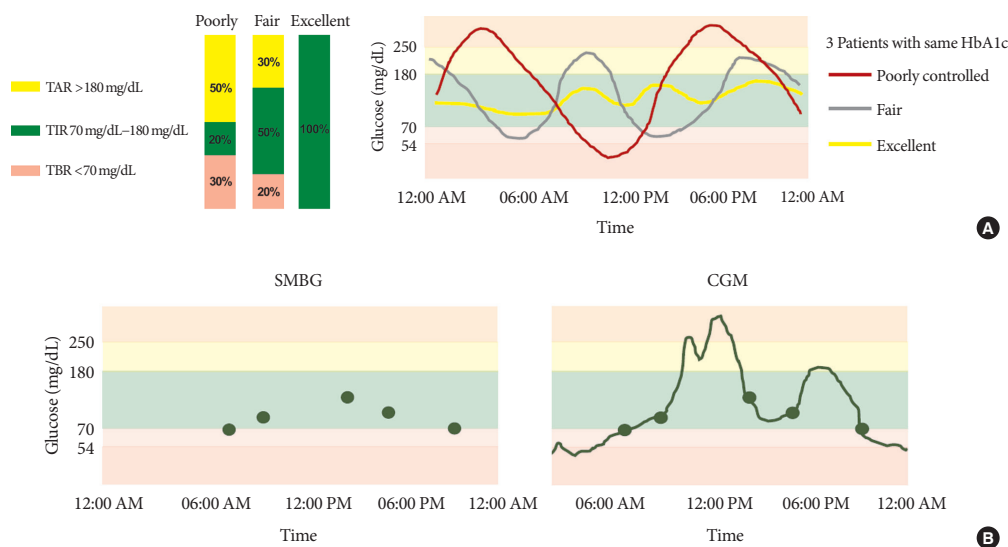 Poorly Fair Excellent
TAR >180 mg/dL
TIR 70 mg/dL–180 mg/dL
TBR <70 mg/dL
50%
20%
30%
30%
50%
20%
100%
Glucose (mg/dL)
250
180
70
54
12:00 AM 06:00 AM 12:00 PM 06:00 PM 12:00 AM
Time
3 Patients with same HbA1c
Poorly controlled
Fair
Excellent
A
SMBG
Glucose (mg/dL)
250
180
70
54
12:00 AM 06:00 AM 12:00 PM 06:00 PM 12:00 AM
Time
CGM
12:00 AM 06:00 AM 12:00 PM 06:00 PM 12:00 AM
Time
B